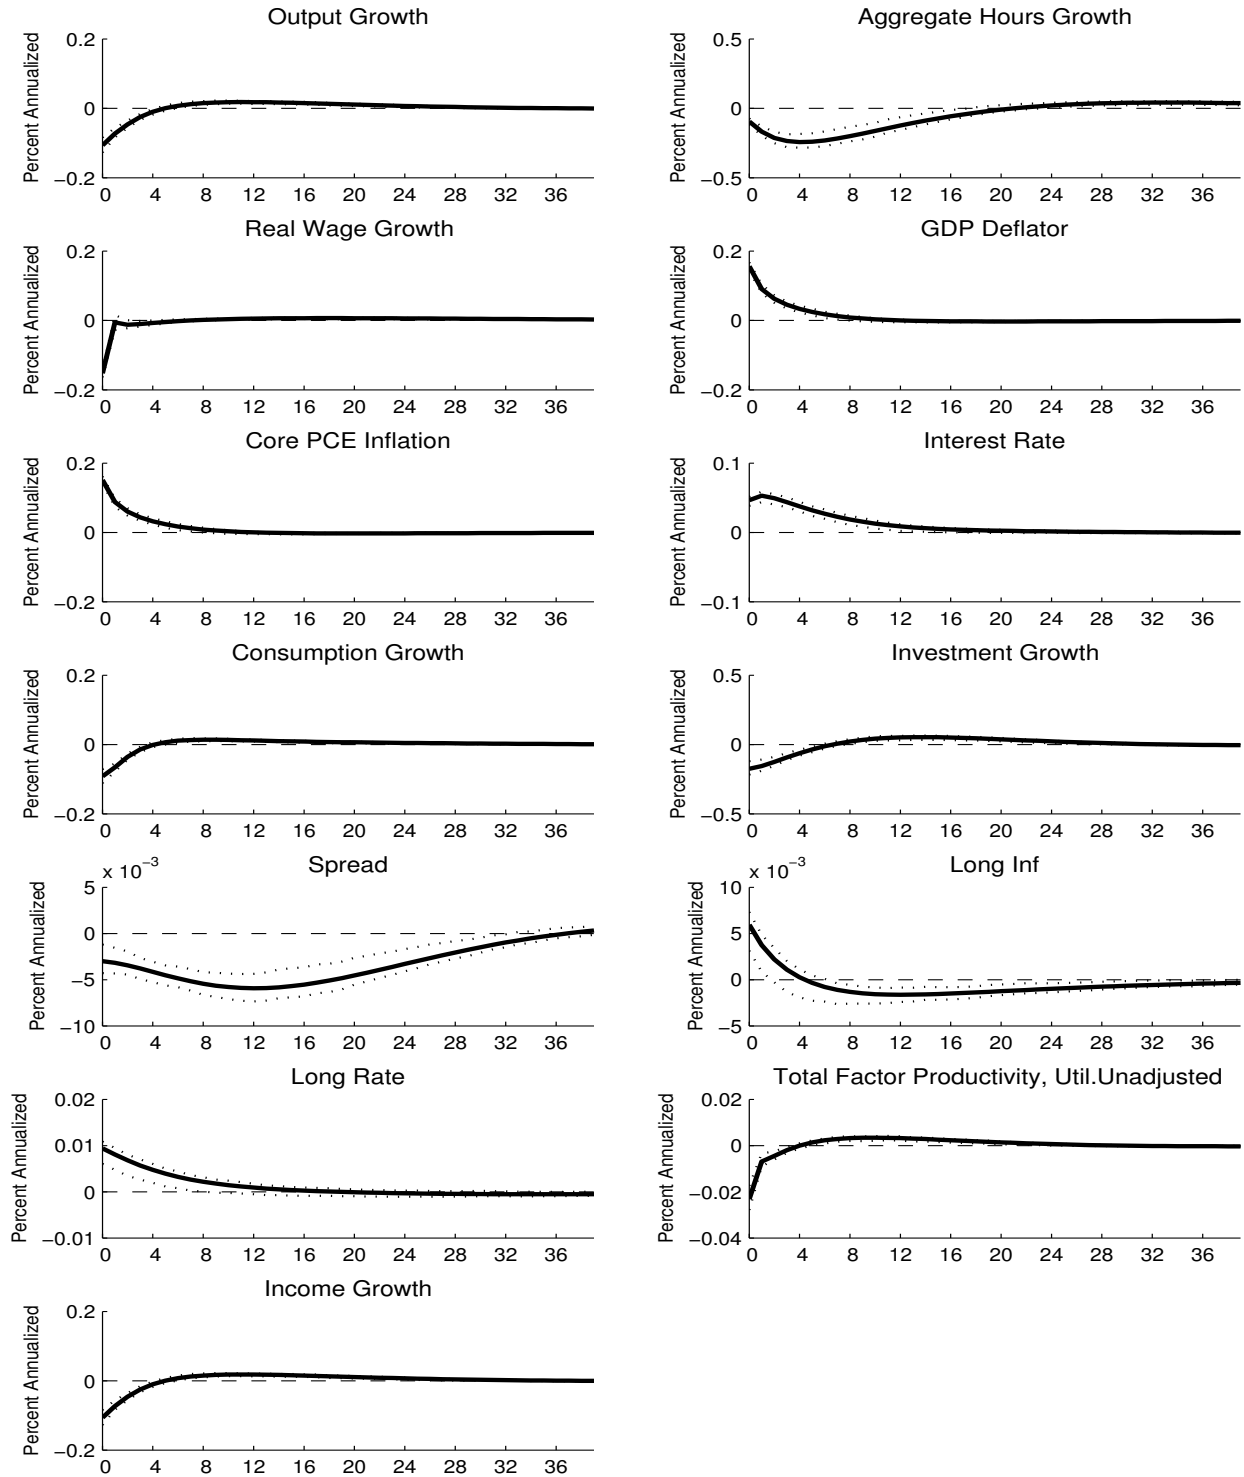 Output Growth
Percent Annualized
0.2
0
−0.2
0 4 8 12 16 20 24 28 32 36
Aggregate Hours Growth
Percent Annualized
0.5
0
−0.5
0 4 8 12 16 20 24 28 32 36
Real Wage Growth
Percent Annualized
0.2
0
−0.2
0 4 8 12 16 20 24 28 32 36
GDP Deflator
Percent Annualized
0.2
0
−0.2
0 4 8 12 16 20 24 28 32 36
Core PCE Inflation
Percent Annualized
0.2
0
−0.2
0 4 8 12 16 20 24 28 32 36
Interest Rate
Percent Annualized
0.1
0
−0.1
0 4 8 12 16 20 24 28 32 36
Consumption Growth
Percent Annualized
0.2
0
−0.2
0 4 8 12 16 20 24 28 32 36
Investment Growth
Percent Annualized
0.5
0
−0.5
0 4 8 12 16 20 24 28 32 36
Spread
x 10−3
Percent Annualized
5
0
−5
−10
0 4 8 12 16 20 24 28 32 36
Long Inf
x 10−3
Percent Annualized
10
5
0
−5
0 4 8 12 16 20 24 28 32 36
Long Rate
Percent Annualized
0.02
0.01
0
−0.01
0 4 8 12 16 20 24 28 32 36
Total Factor Productivity, Util.Unadjusted
Percent Annualized
0.02
0
−0.02
−0.04
0 4 8 12 16 20 24 28 32 36
Income Growth
Percent Annualized
0.2
0
−0.2
0 4 8 12 16 20 24 28 32 36